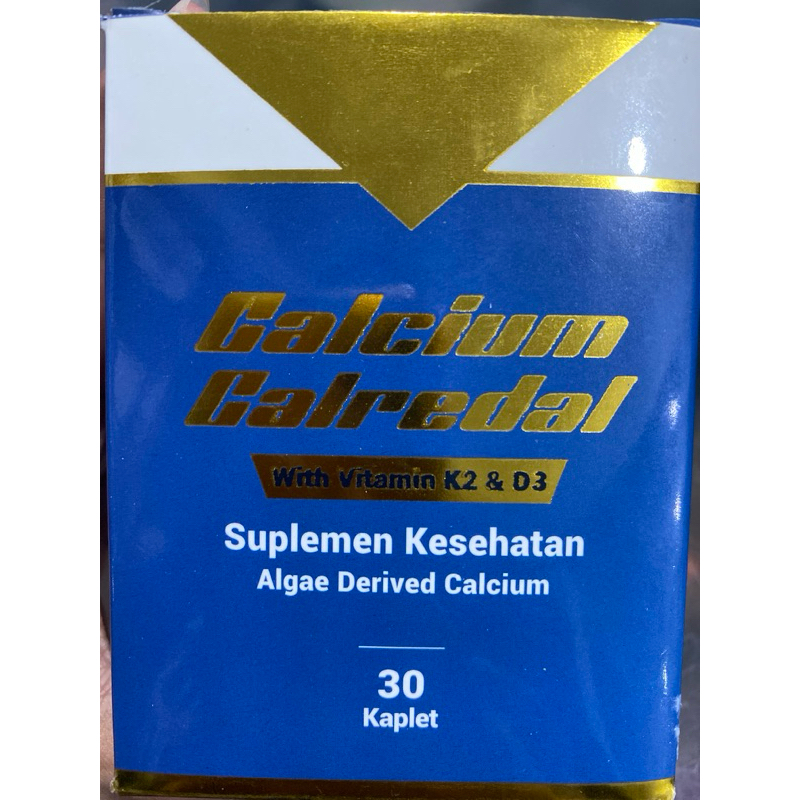 Calcium
Calredal
With Vitamin K2 & D3
Suplemen Kesehatan
Algae Derived Calcium
30
Kaplet